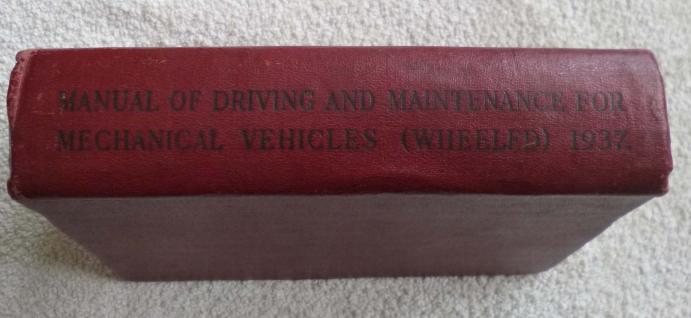 MANUAL OF DRIVING AND MAINTENANCE FOR
MECHANICAL VEHICLES (WHEELED) 1937.